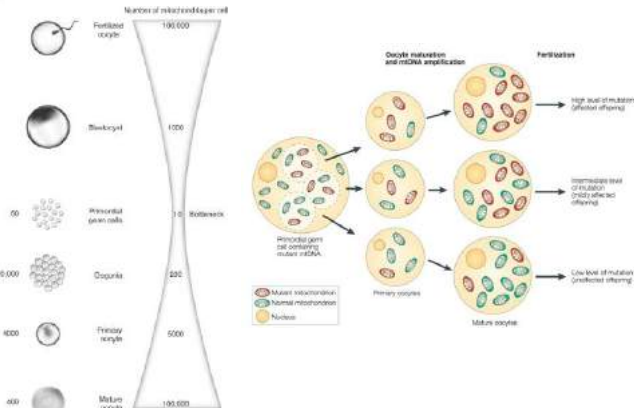 Number of mitochondria per cell
Fertilized
oocyte
100,000
Blastocyst
1000
Primordial
germ cells
10
Bottleneck
Oogonia
200
4000
Primary
oocyte
5000
Mature
oocyte
100,000
Oocyte maturation
and mtDNA amplification
Fertilization
High level of mutation
(affected offspring)
Intermediate level
of mutation
(mildly affected
offspring)
Low level of mutation
(unaffected offspring)
Primordial germ
cell containing
mutant mtDNA
Primary oocytes
Mature oocytes
Mutant mitochondrion
Normal mitochondrion
Nucleus